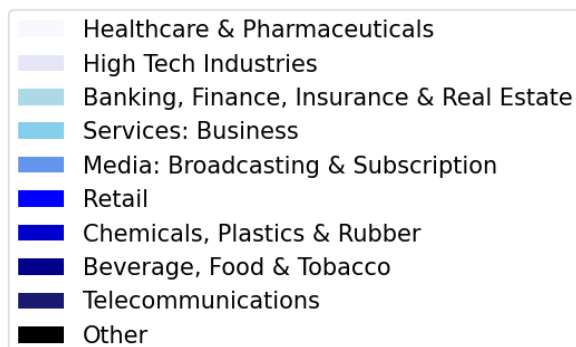 Healthcare & Pharmaceuticals
High Tech Industries
Banking, Finance, Insurance & Real Estate
Services: Business
Media: Broadcasting & Subscription
Retail
Chemicals, Plastics & Rubber
Beverage, Food & Tobacco
Telecommunications
Other